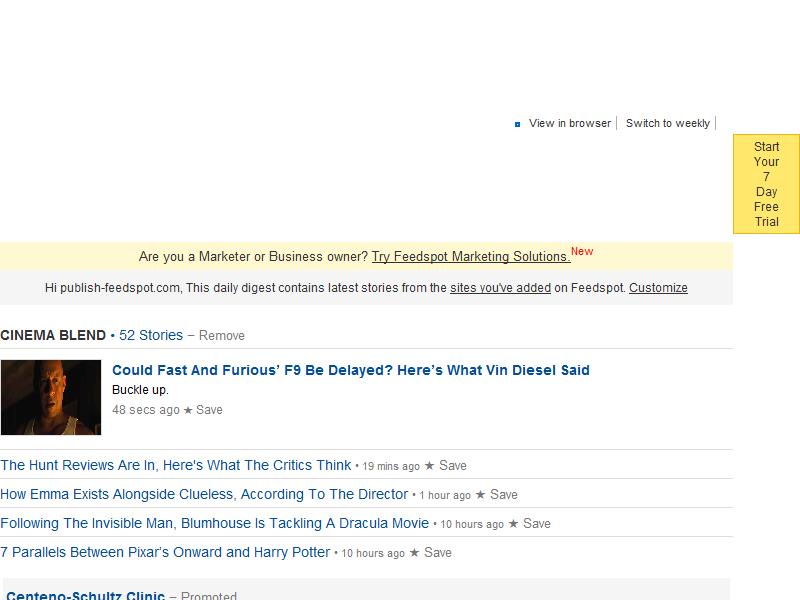 View in browser | Switch to weekly |
Start
Your
7
Day
Free
Trial
Are you a Marketer or Business owner? Try Feedspot Marketing Solutions.New
Hi publish-feedspot.com, This daily digest contains latest stories from the sites you've added on Feedspot. Customize
CINEMA BLEND • 52 Stories – Remove
Could Fast And Furious’ F9 Be Delayed? Here’s What Vin Diesel Said
Buckle up.
48 secs ago ★ Save
The Hunt Reviews Are In, Here's What The Critics Think • 19 mins ago ★ Save
How Emma Exists Alongside Clueless, According To The Director • 1 hour ago ★ Save
Following The Invisible Man, Blumhouse Is Tackling A Dracula Movie • 10 hours ago ★ Save
7 Parallels Between Pixar’s Onward and Harry Potter • 10 hours ago ★ Save
Centeno-Schultz Clinic – Promoted